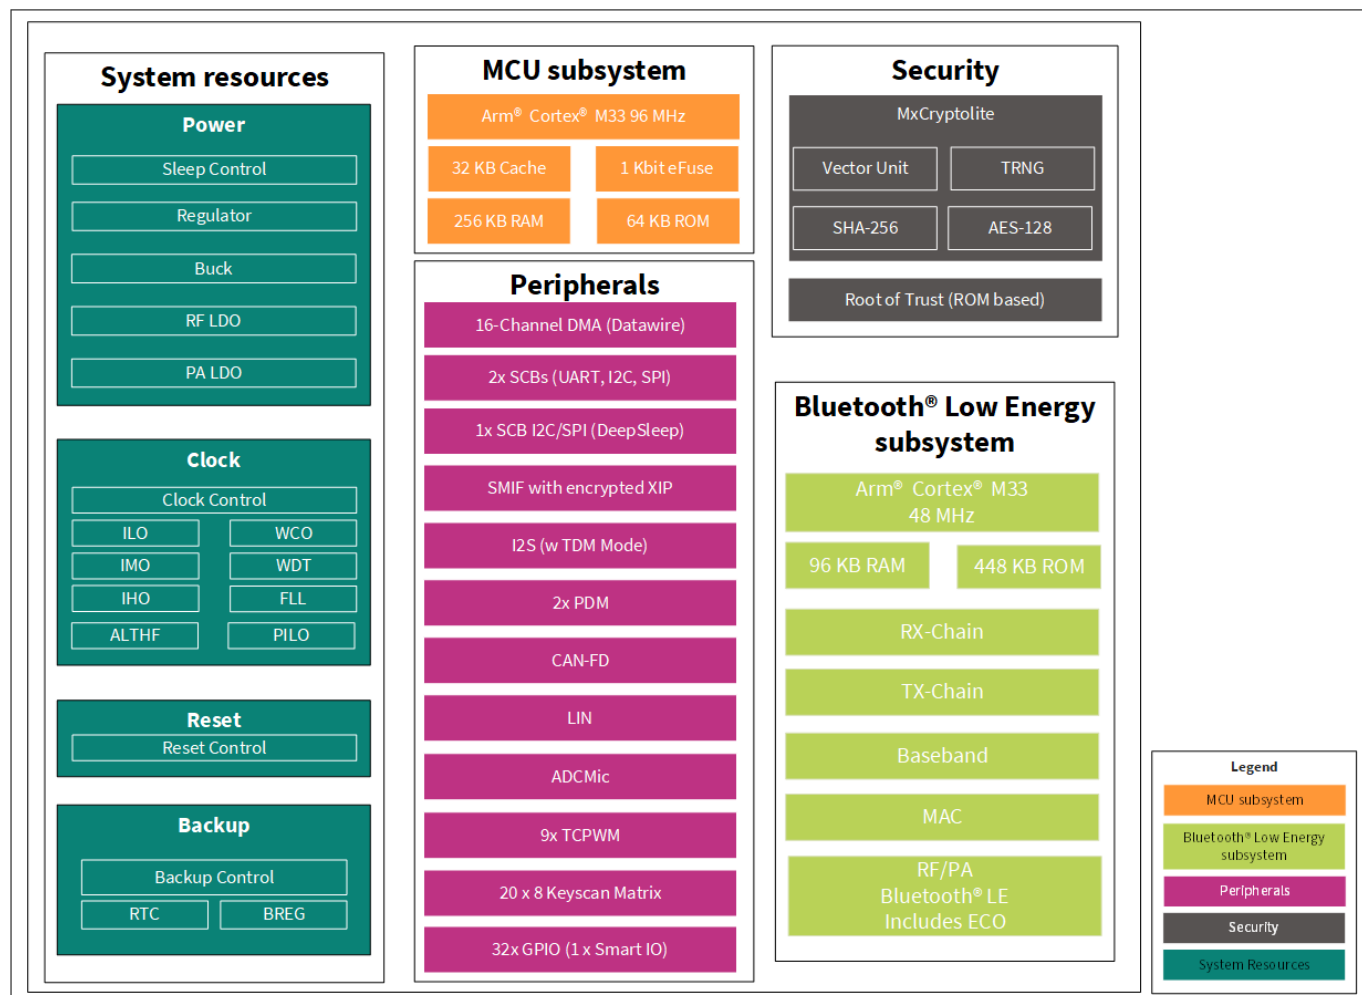 System resources
Power
Sleep Control
Regulator
Buck
RF LDO
PA LDO
Clock
Clock Control
ILO
WCO
IMO
WDT
IHO
FLL
ALTHF
PILO
Reset
Reset Control
Backup
Backup Control
RTC
BREG
MCU subsystem
Arm® Cortex® M33 96 MHz
32 KB Cache
1 Kbit eFuse
256 KB RAM
64 KB ROM
Peripherals
16-Channel DMA (Datawire)
2x SCBs (UART, I2C, SPI)
1x SCB I2C/SPI (DeepSleep)
SMIF with encrypted XIP
I2S (w TDM Mode)
2x PDM
CAN-FD
LIN
ADCMic
9x TCPWM
20 x 8 Keyscan Matrix
32x GPIO (1 x Smart IO)
Security
MxCryptolite
Vector Unit
TRNG
SHA-256
AES-128
Root of Trust (ROM based)
Bluetooth® Low Energy
subsystem
Arm® Cortex® M33
48 MHz
96 KB RAM
448 KB ROM
RX-Chain
TX-Chain
Baseband
MAC
RF/PA
Bluetooth® LE
Includes ECO
Legend
MCU subsystem
Bluetooth® Low Energy
subsystem
Peripherals
Security
System Resources